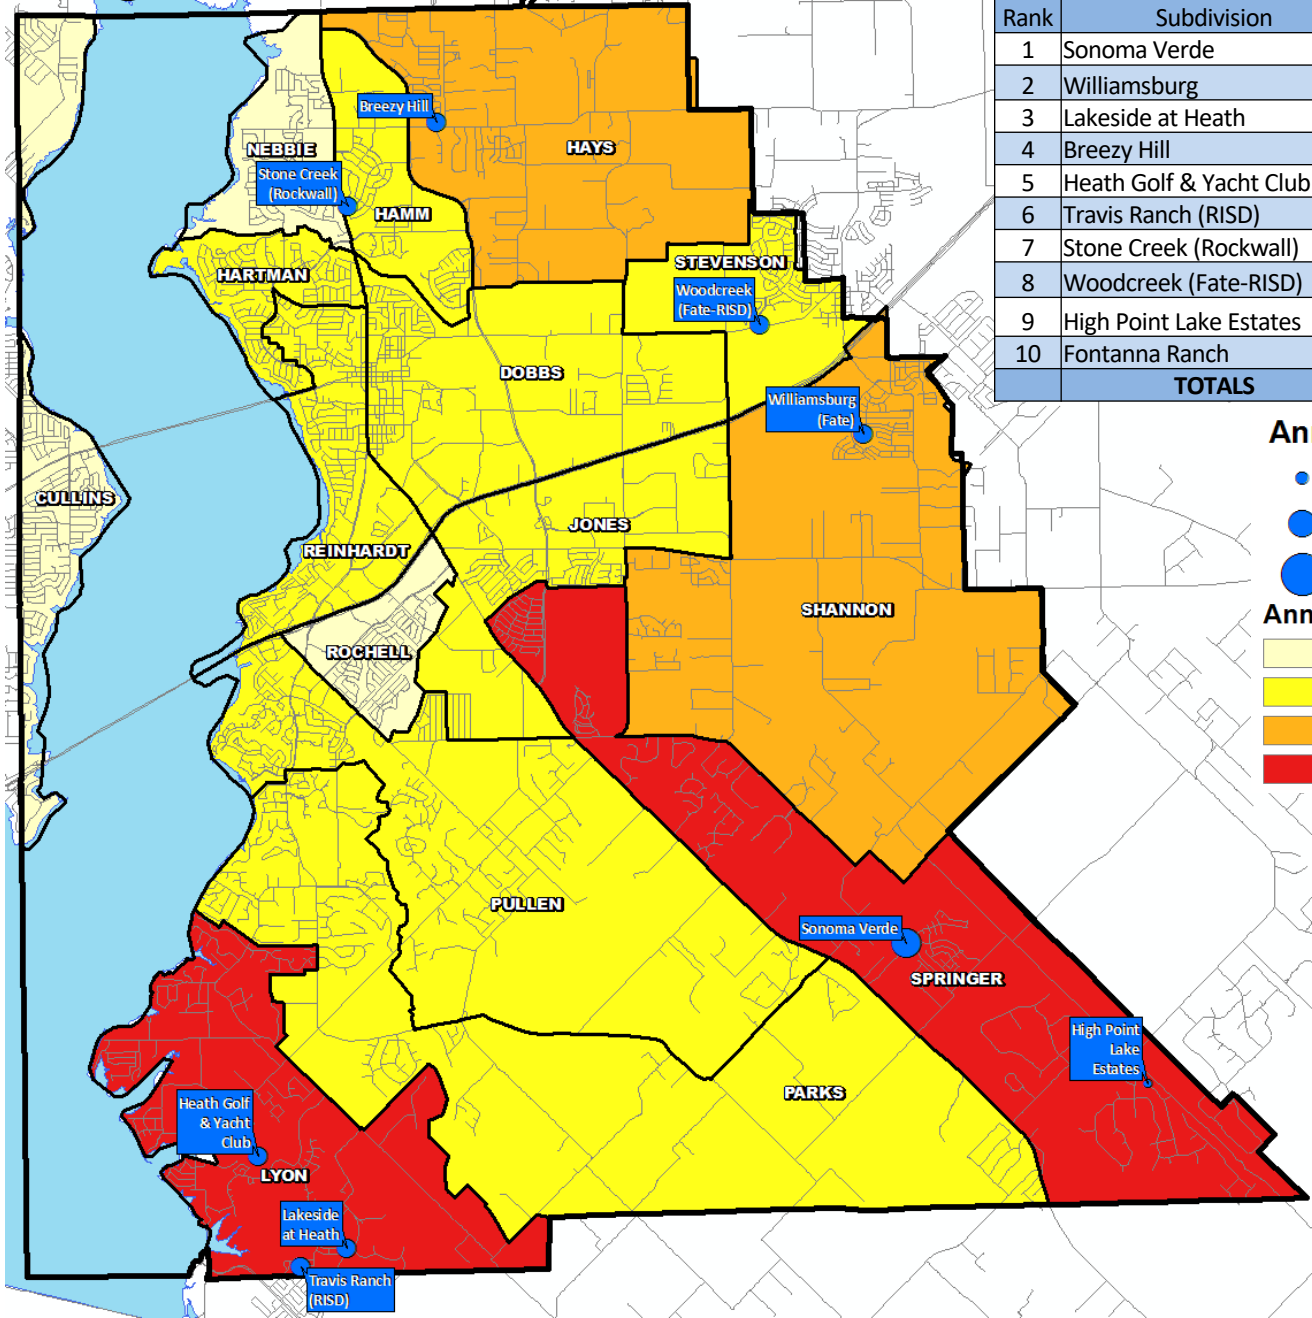 Rank Subdivision
1 Sonoma Verde
2 Williamsburg
3 Lakeside at Heath
4 Breezy Hill
5 Heath Golf & Yacht Club
6 Travis Ranch (RISD)
7 Stone Creek (Rockwall)
8 Woodcreek (Fate-RISD)
9 High Point Lake Estates
10 Fontanna Ranch
TOTALS
An
Ann
Breezy Hill
NEBBIE
HAYS
Stone Creek
(Rockwall)
HAMM
HARTMAN
STEVENSON
Woodcreek
(Fate-RISD)
DOBBS
Williamsburg
(Fate)
CULLINS
JONES
REINHARDT
SHANNON
ROCHELL
PULLEN
Sonoma Verde
SPRINGER
High Point
Lake
Estates
PARKS
Heath Golf
& Yacht
Club
LYON
Lakeside
at Heath
Travis Ranch
(RISD)